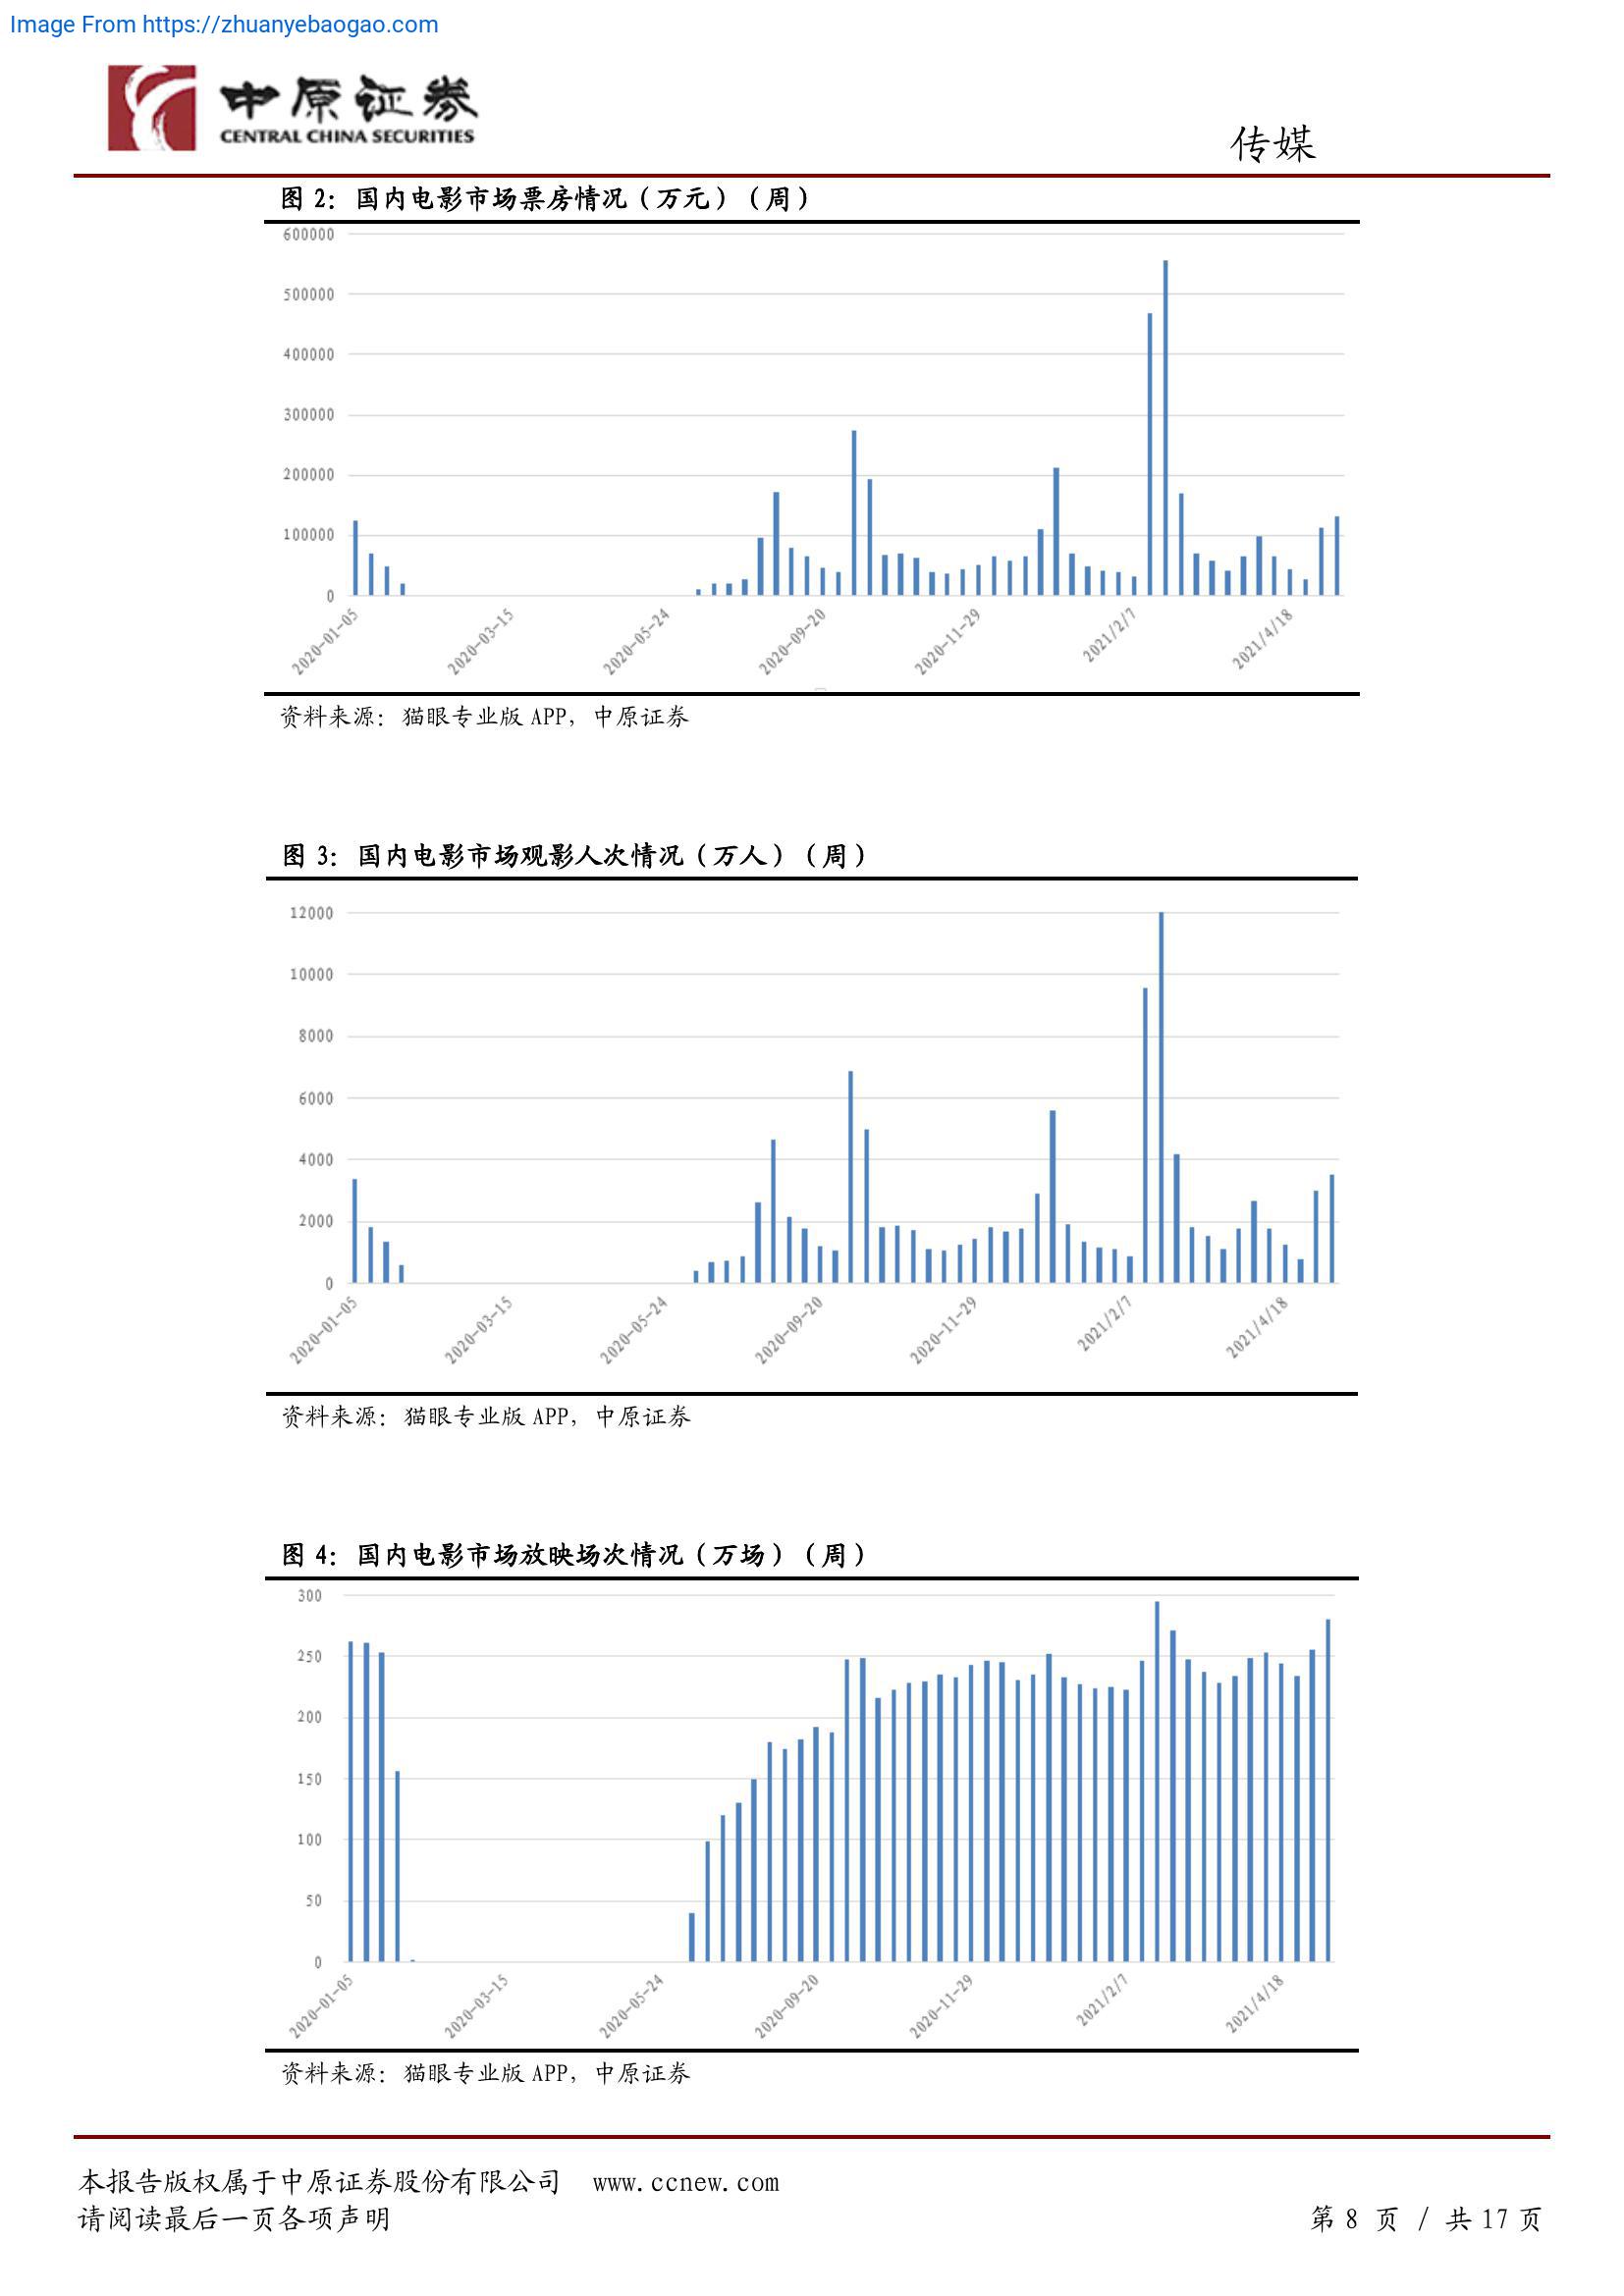 Image From https://zhuanyebaogao.com
中原证券
CENTRAL CHINA SECURITIES
传媒
图 2：国内电影市场票房情况（万元）（周）
600000
500000
400000
300000
200000
100000
0
2020-01-05 2020-03-15 2020-05-24 2020-09-20 2020-11-29 2021/2/7 2021/4/18
资料来源：猫眼专业版 APP，中原证券
图 3：国内电影市场观影人次情况（万人）（周）
12000
10000
8000
6000
4000
2000
0
2020-01-05 2020-03-15 2020-05-24 2020-09-20 2020-11-29 2021/2/7 2021/4/18
资料来源：猫眼专业版 APP，中原证券
图 4：国内电影市场放映场次情况（万场）（周）
300
250
200
150
100
50
0
2020-01-05 2020-03-15 2020-05-24 2020-09-20 2020-11-29 2021/2/7 2021/4/18
资料来源：猫眼专业版 APP，中原证券
本报告版权属于中原证券股份有限公司 www.ccnew.com
请阅读最后一页各项声明 第 8 页 / 共 17 页